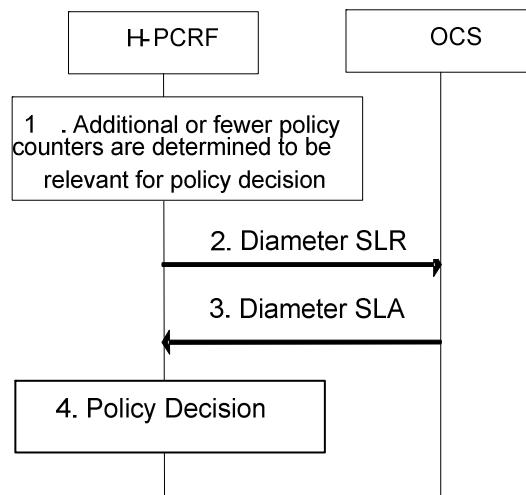 H-PCRF
OCS
1 . Additional or fewer policy
counters are determined to be
relevant for policy decision
2. Diameter SLR
3. Diameter SLA
4. Policy Decision